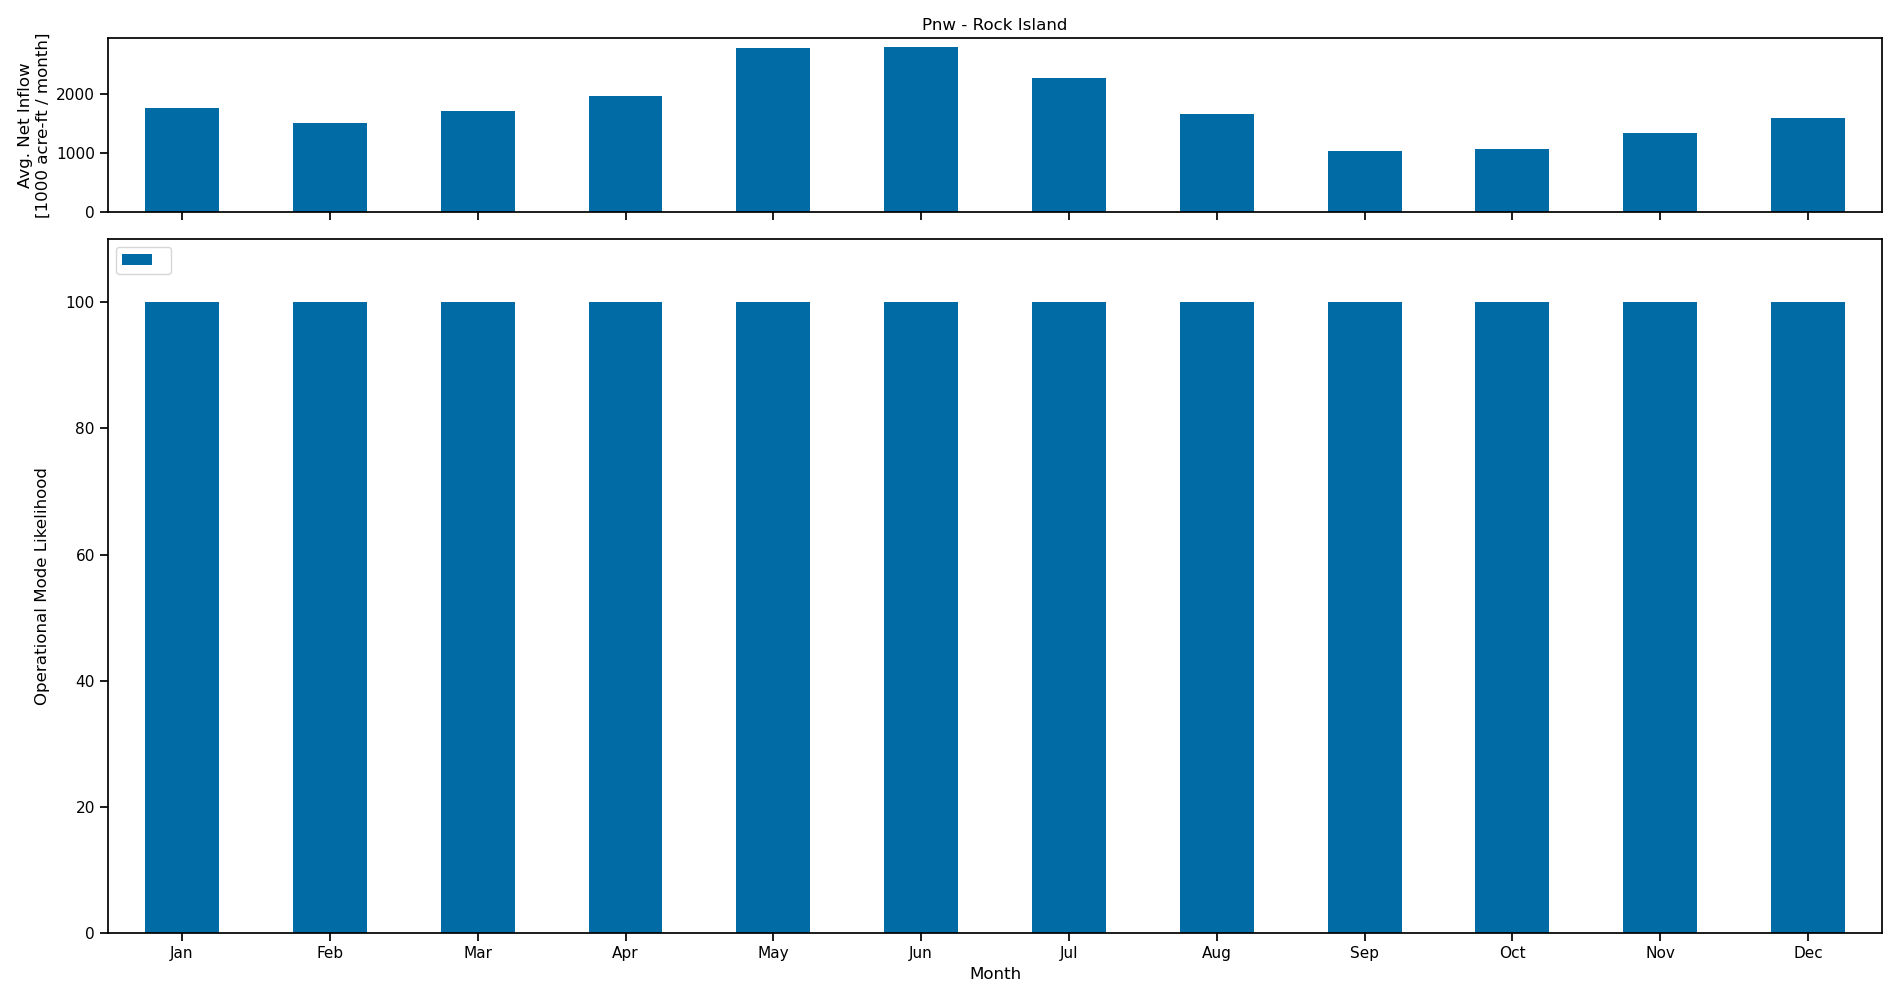 Pnw - Rock Island
Avg. Net Inflow
[1000 acre-ft / month]
2000
1000
0
Operational Mode Likelihood
100
80
60
40
20
0
Jan Feb Mar Apr May Jun Jul Aug Sep Oct Nov Dec
Month